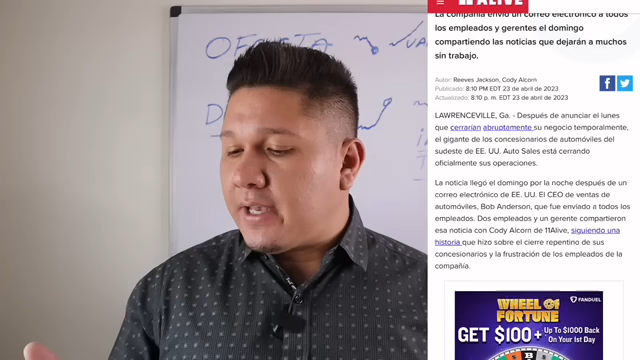 OFERTA
ALIVE
La compañía envió un correo electrónico a todos
los empleados y gerentes el domingo
compartiendo las noticias que dejarán a muchos
sin trabajo.
Autor: Reeves Jackson, Cody Alcorn
Publicado: 8:10 PM EDT 23 de abril de 2023
Actualizado: 8:10 p. m. EDT 23 de abril de 2023
LAWRENCEVILLE, Ga. - Después de anunciar el lunes
que cerrarían abruptamente su negocio temporalmente,
el gigante de los concesionarios de automóviles del
sudeste de EE. UU. Auto Sales está cerrando
oficialmente sus operaciones.
La noticia llegó el domingo por la noche después de un
correo electrónico de EE. UU. El CEO de ventas de
automóviles, Bob Anderson, que fue enviado a todos los
empleados. Dos empleados y un gerente compartieron
esa noticia con Cody Alcorn de 11Alive, siguiendo una
historia que hizo sobre el cierre repentino de sus
concesionarios y la frustración de los empleados de la
compañía.
WHEEL OF
FORTUNE
FANDUEL
GET $100+
Up To $1000 Back
On Your 1st Day